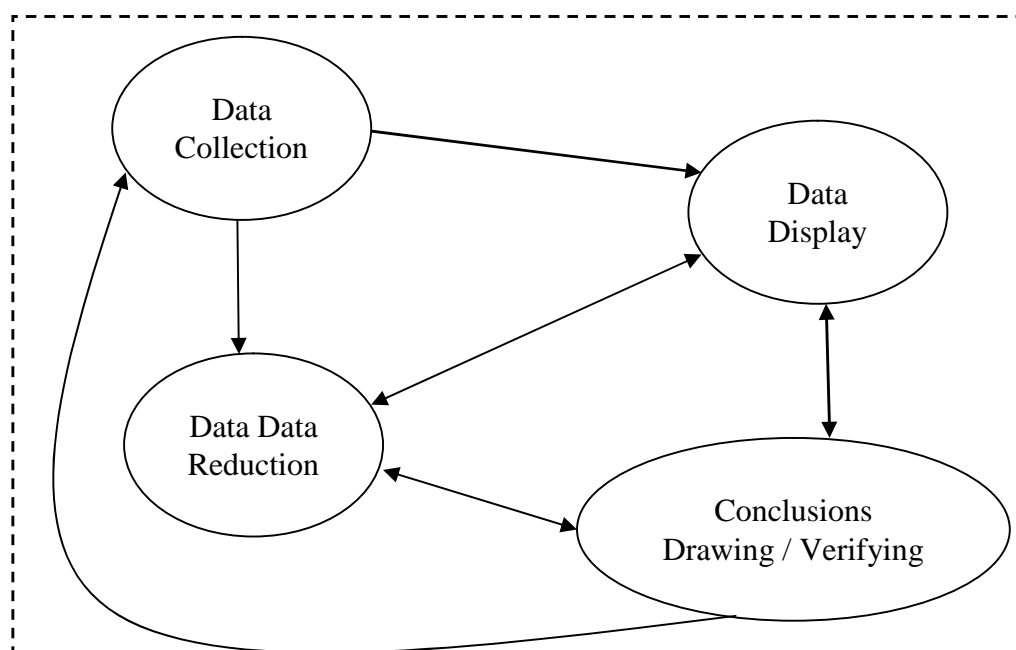 Data
Collection
Data
Display
Data Data
Reduction
Conclusions
Drawing / Verifying